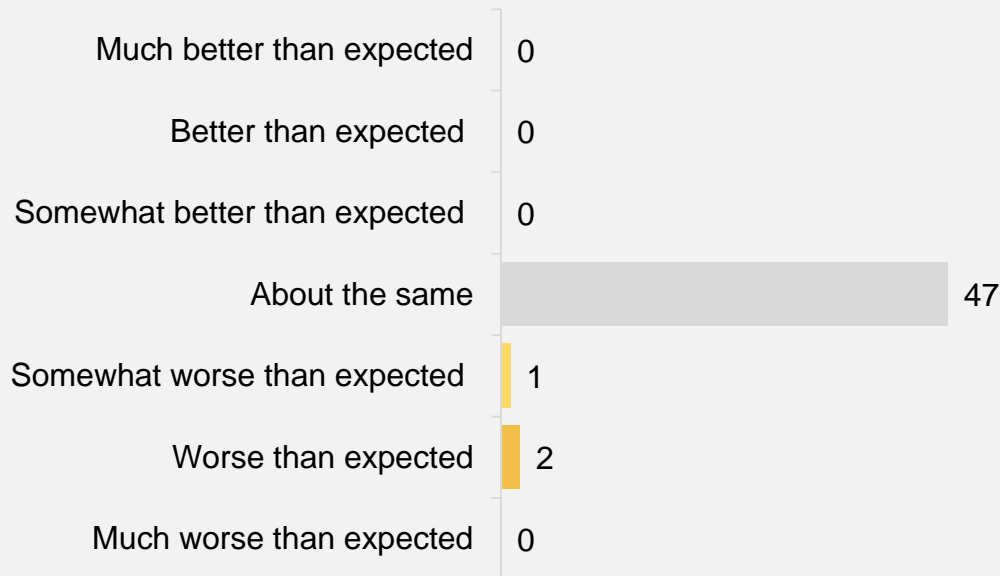 Much better than expected 0
Better than expected 0
Somewhat better than expected 0
About the same 47
Somewhat worse than expected 1
Worse than expected 2
Much worse than expected 0